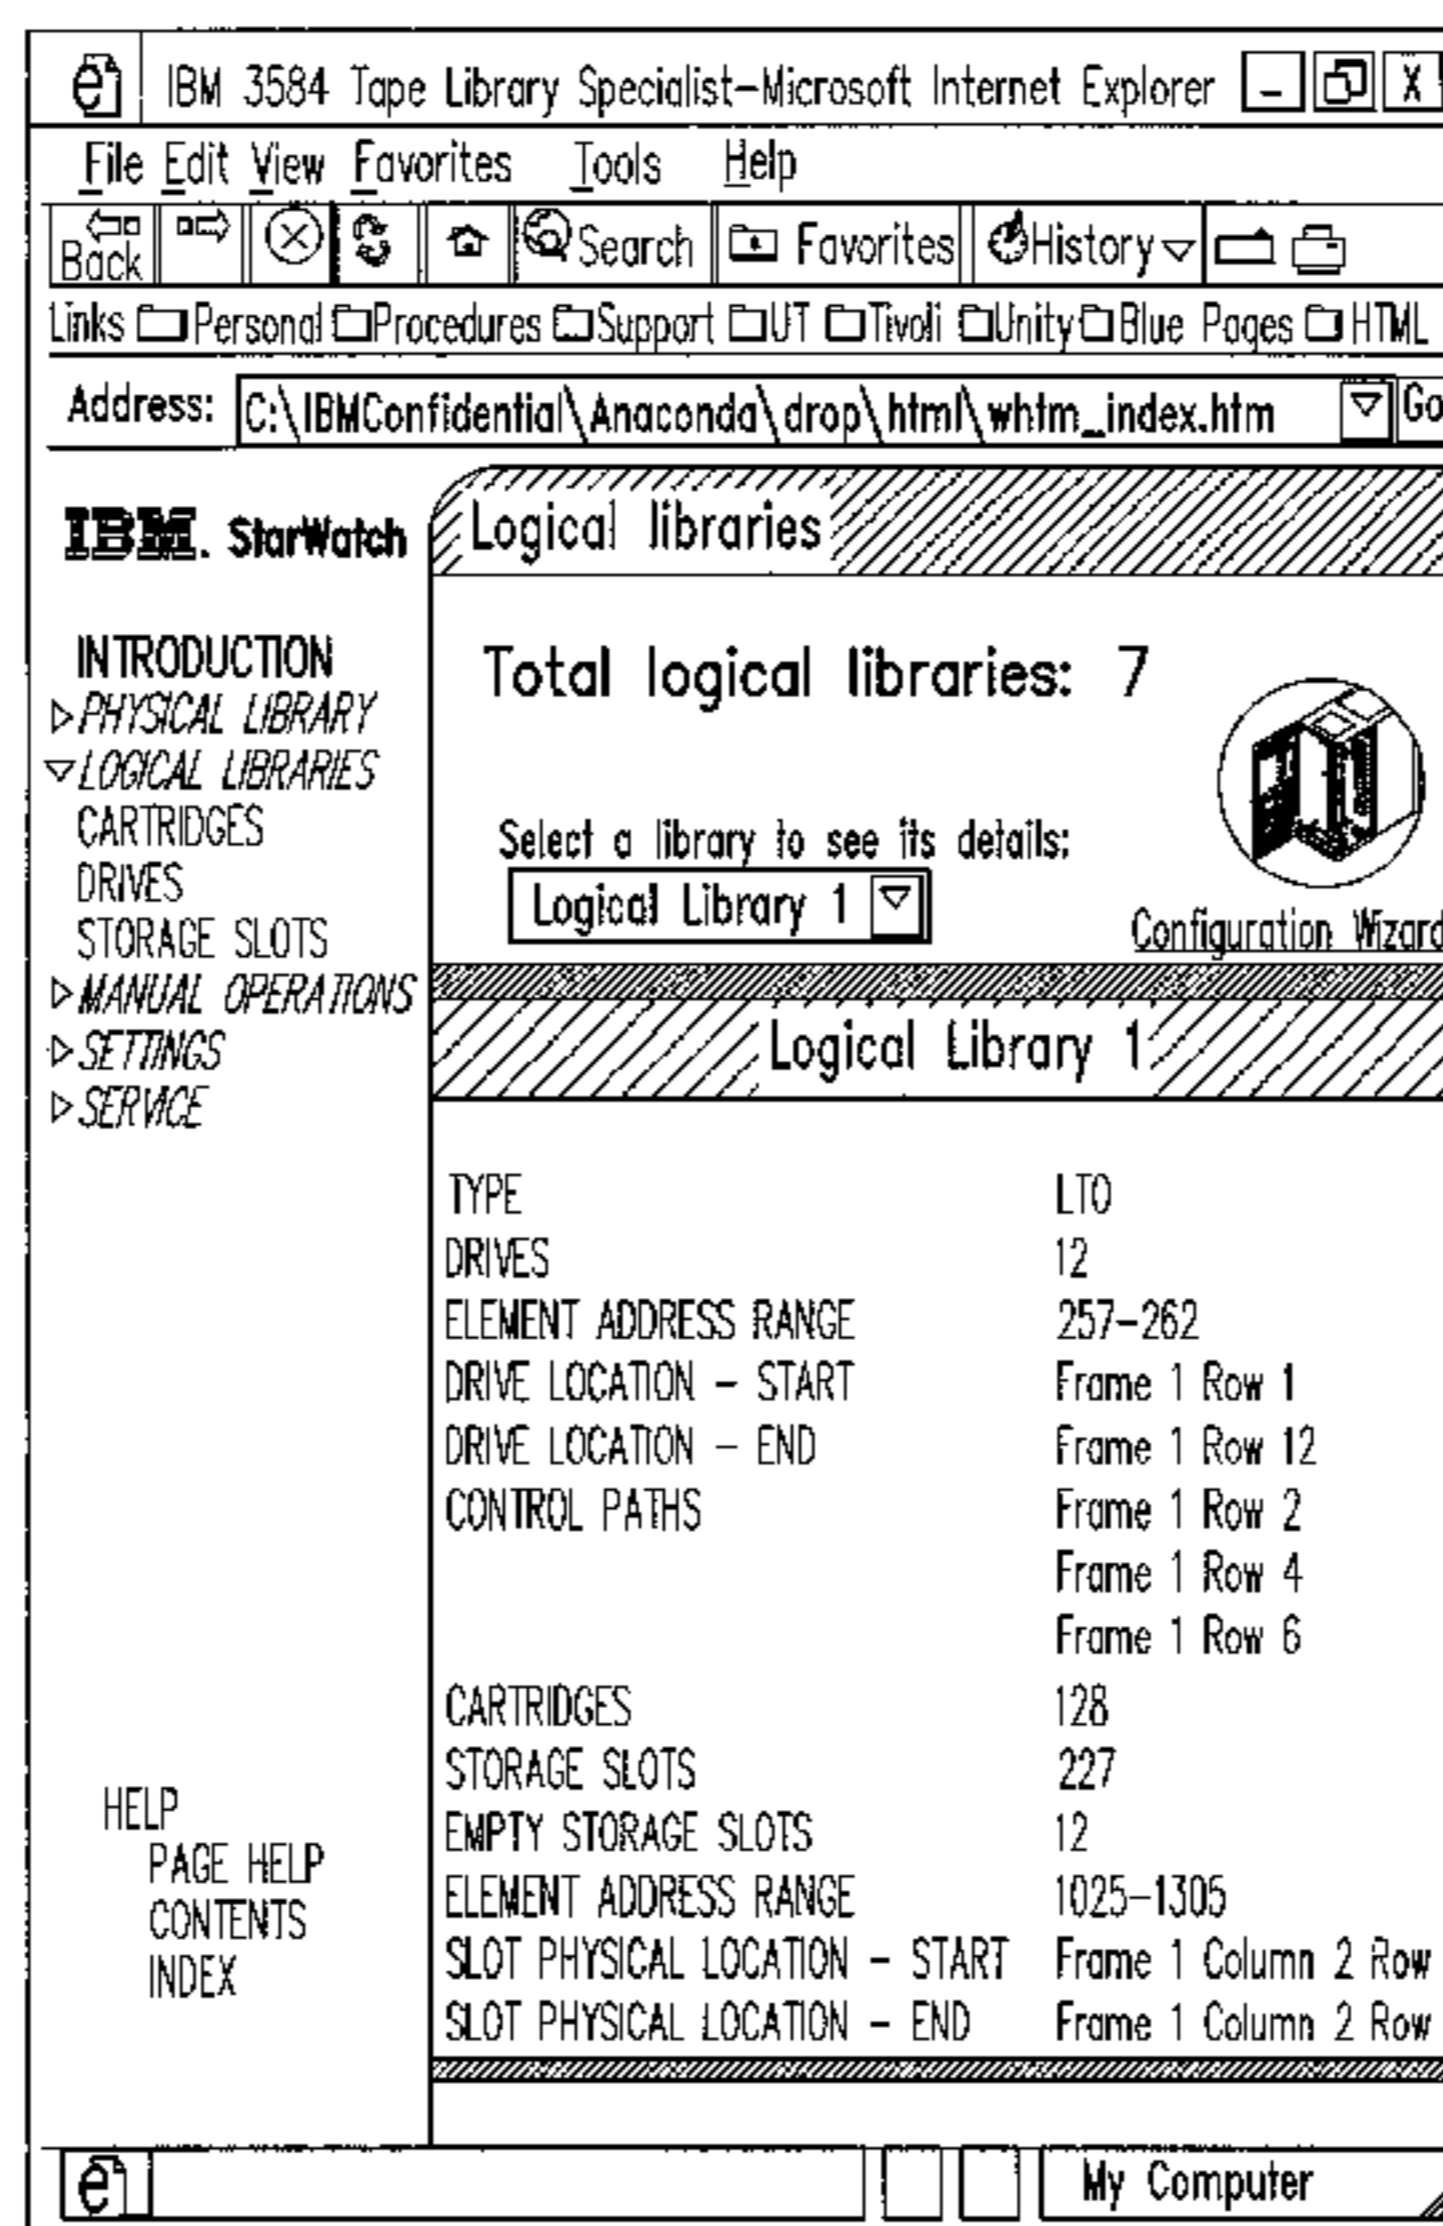 IBM 3584 Tape Library Specialist-Microsoft Internet Explorer - X
File Edit View Favorites Tools Help
Back Search Favorites History
Links Personal Procedures Support UT Tivoli Unity Blue Pages HTML
Address: C:\IBMConfidential\Anaconda\drop\html\whtm_index.htm Go
IBM. StarWatch
INTRODUCTION
PHYSICAL LIBRARY
LOGICAL LIBRARIES
CARTRIDGES
DRIVES
STORAGE SLOTS
MANUAL OPERATIONS
SETTINGS
SERVICE
HELP
PAGE HELP
CONTENTS
INDEX
Logical libraries
Total logical libraries: 7
Select a library to see its details:
Logical Library 1
Configuration Wizard
Logical Library 1
TYPE LTO
DRIVES 12
ELEMENT ADDRESS RANGE 257-262
DRIVE LOCATION - START Frame 1 Row 1
DRIVE LOCATION - END Frame 1 Row 12
CONTROL PATHS Frame 1 Row 2
Frame 1 Row 4
Frame 1 Row 6
CARTRIDGES 128
STORAGE SLOTS 227
EMPTY STORAGE SLOTS 12
ELEMENT ADDRESS RANGE 1025-1305
SLOT PHYSICAL LOCATION - START Frame 1 Column 2 Row
SLOT PHYSICAL LOCATION - END Frame 1 Column 2 Row
My Computer